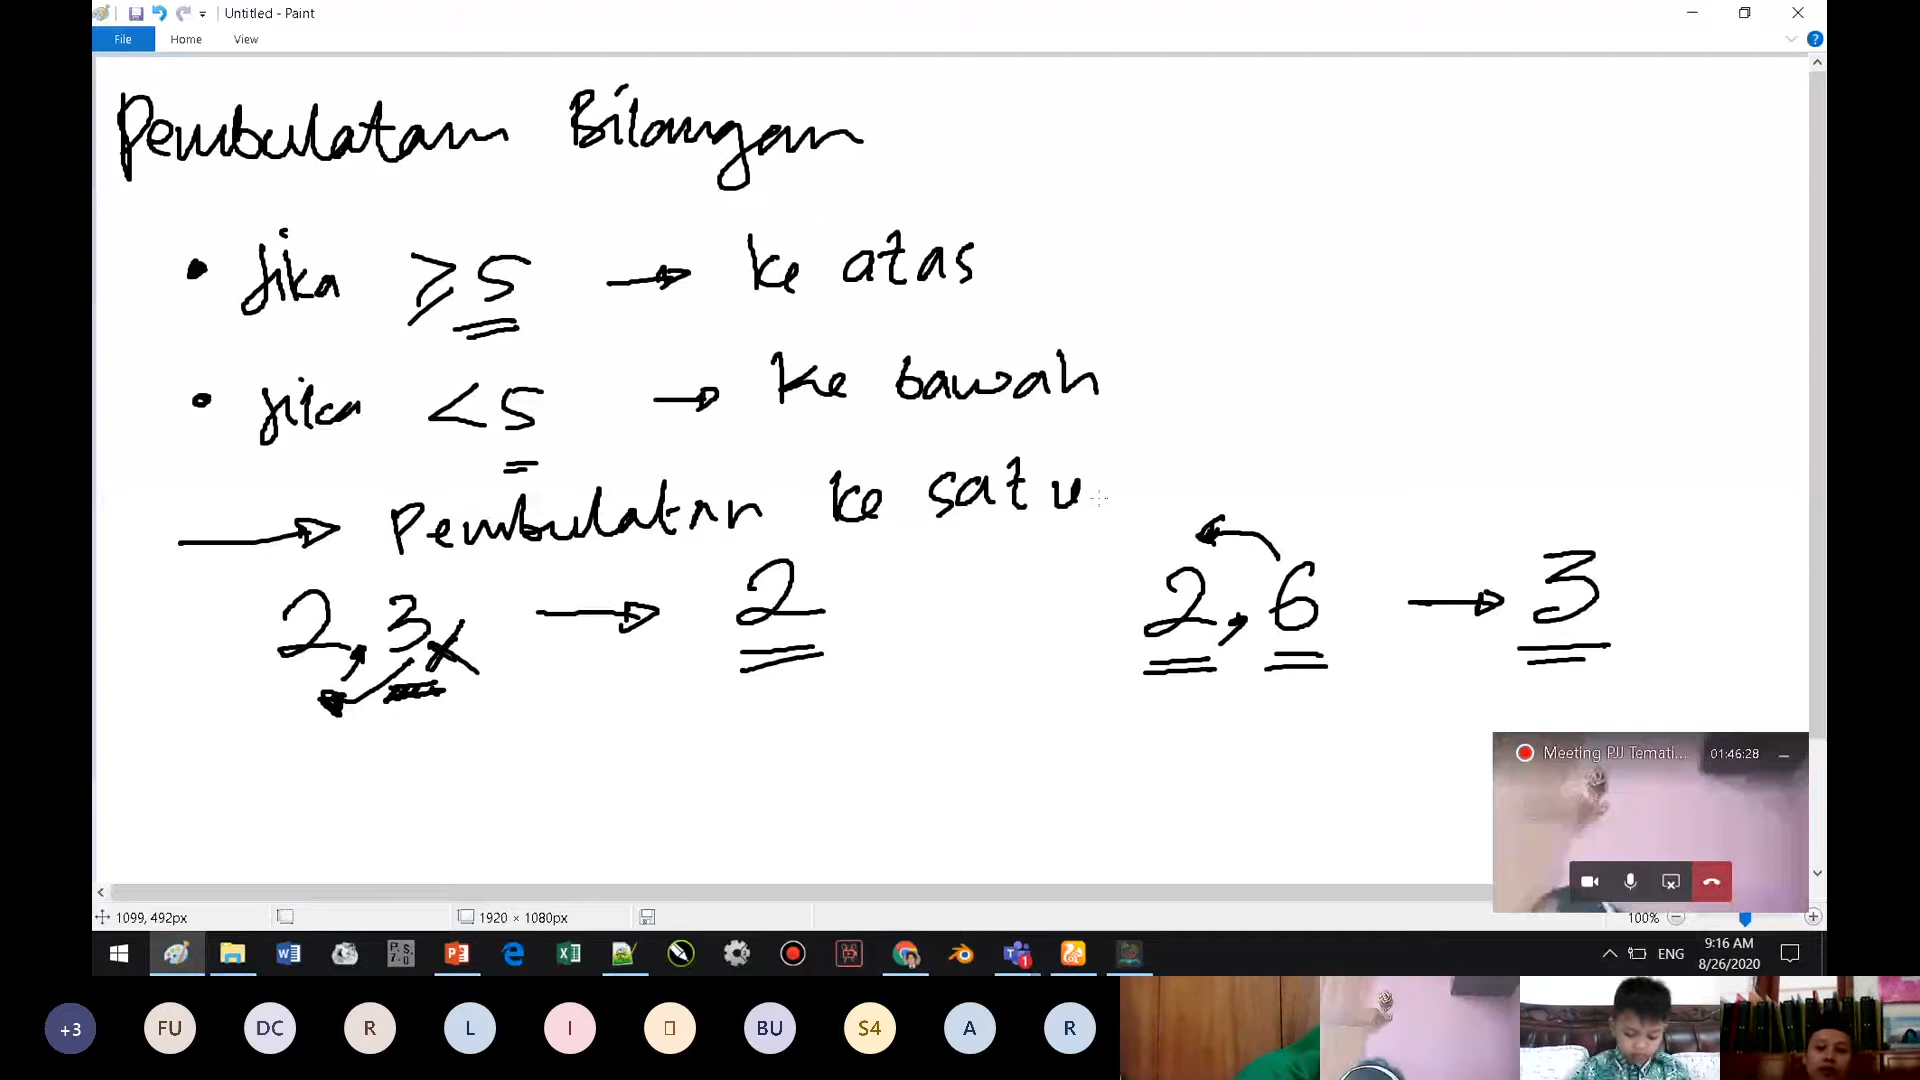 Untitled - Paint
File Home View
Pembulatan Bilangan
• Jika ≥5 → ke atas
• Jika <5 → ke bawah
→ Pembulatan ke satu
2,3x → 2
2,6 → 3
Meeting PJJ Temati... 01:46:28
1099, 492px 1920 × 1080px 100%
ENG 9:16 AM
8/26/2020
+3 FU DC R L I BU S4 A R